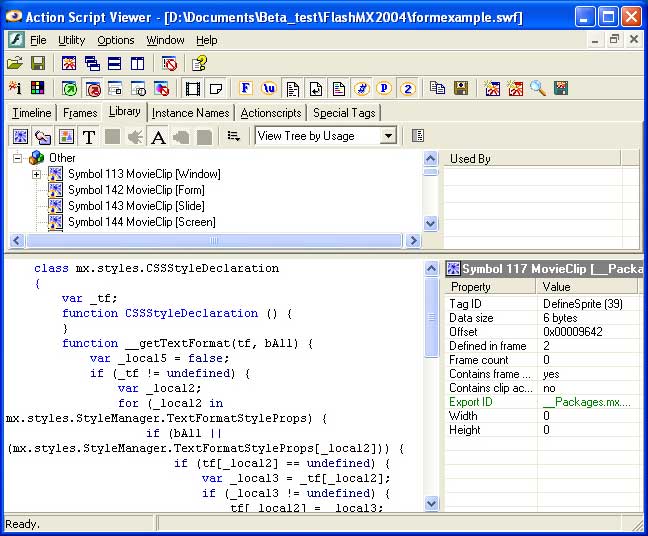 Action Script Viewer - [D:\Documents\Beta_test\FlashMX2004\formexample.swf]
File Utility Options Window Help
Timeline Frames Library Instance Names Actionscripts Special Tags
View Tree by Usage
Other
Symbol 113 MovieClip [Window]
Symbol 142 MovieClip [Form]
Symbol 143 MovieClip [Slide]
Symbol 144 MovieClip [Screen]
Used By
class mx.styles.CSSStyleDeclaration
{
var _tf;
function CSSStyleDeclaration () {
}
function __getTextFormat(tf, bAll) {
var _local5 = false;
if (_tf != undefined) {
var _local2;
for (_local2 in
mx.styles.StyleManager.TextFormatStyleProps) {
if (bAll ||
(mx.styles.StyleManager.TextFormatStyleProps[_local2])) {
if (tf[_local2] == undefined) {
var _local3 = _tf[_local2];
if (_local3 != undefined) {
tf[_local2] = _local3;
Symbol 117 MovieClip [__Packa
Property Value
Tag ID DefineSprite (39)
Data size 6 bytes
Offset 0x00009642
Defined in frame 2
Frame count 0
Contains frame ... yes
Contains clip ac... no
Export ID __Packages.mx....
Width 0
Height 0
Ready.